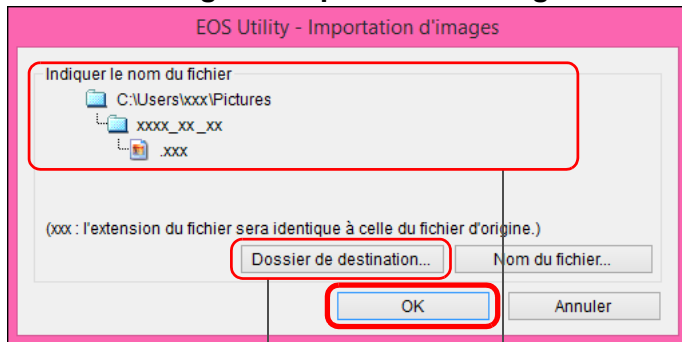 EOS Utility - Importation d'images
Indiquer le nom du fichier
C:\Users\xxx\Pictures
xxxx_xx_xx
.xxx
(xxx : l'extension du fichier sera identique à celle du fichier d'origine.)
Dossier de destination... Nom du fichier...
OK Annuler